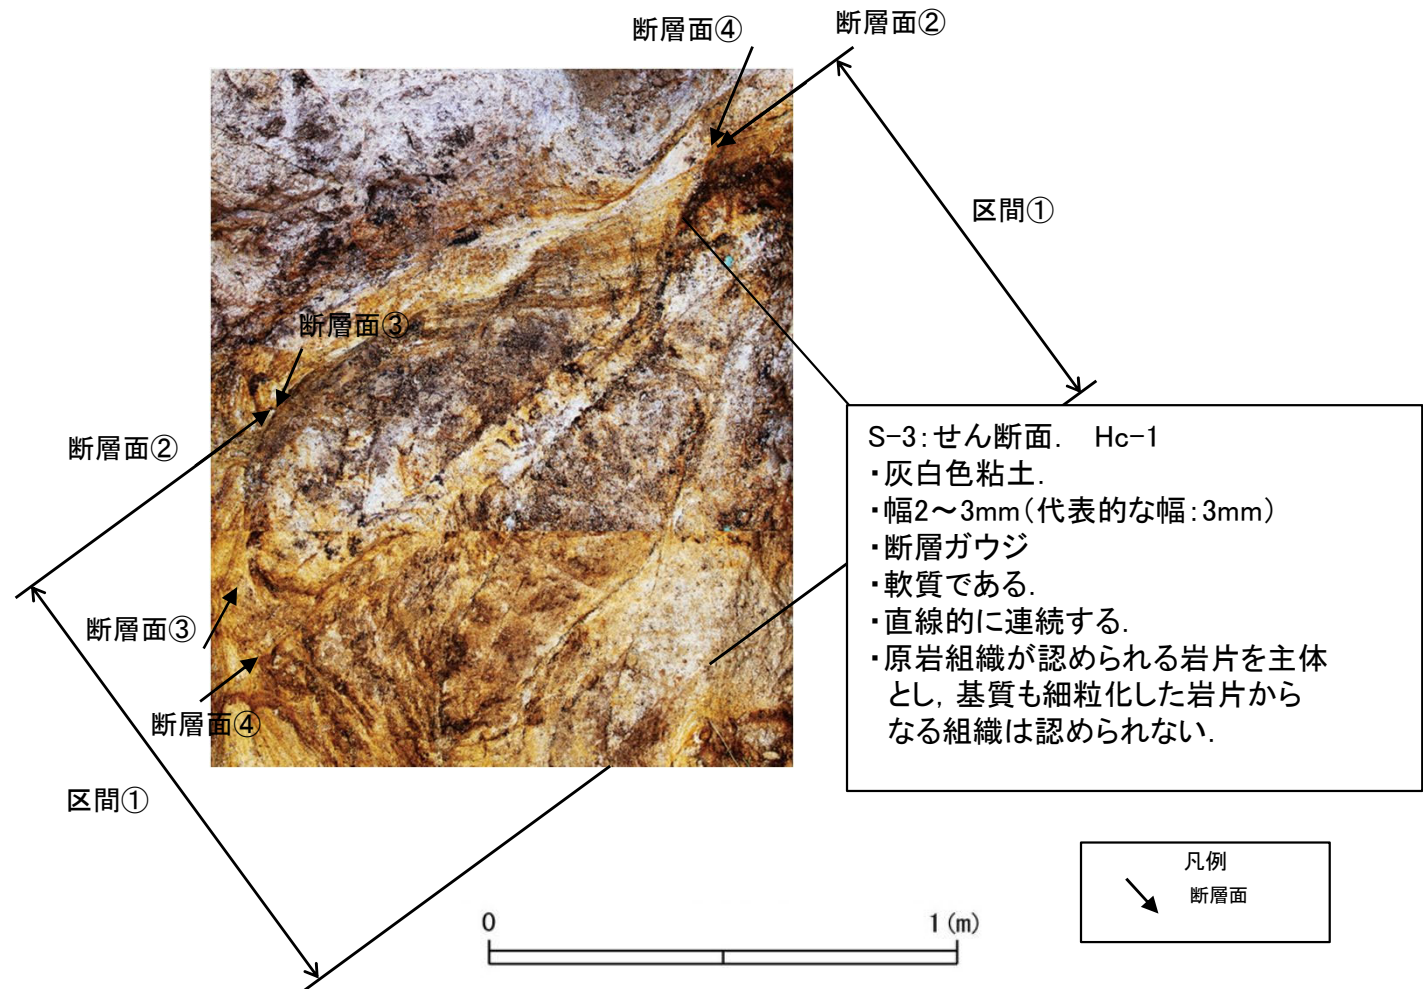 断層面④
断層面②
区間①
断層面③
断層面②
断層面③
断層面④
区間①
S-3:せん断面. Hc-1
・灰白色粘土.
・幅2～3mm(代表的な幅:3mm)
・断層ガウジ
・軟質である.
・直線的に連続する.
・原岩組織が認められる岩片を主体
とし, 基質も細粒化した岩片から
なる組織は認められない.
凡例
断層面
0
1 (m)